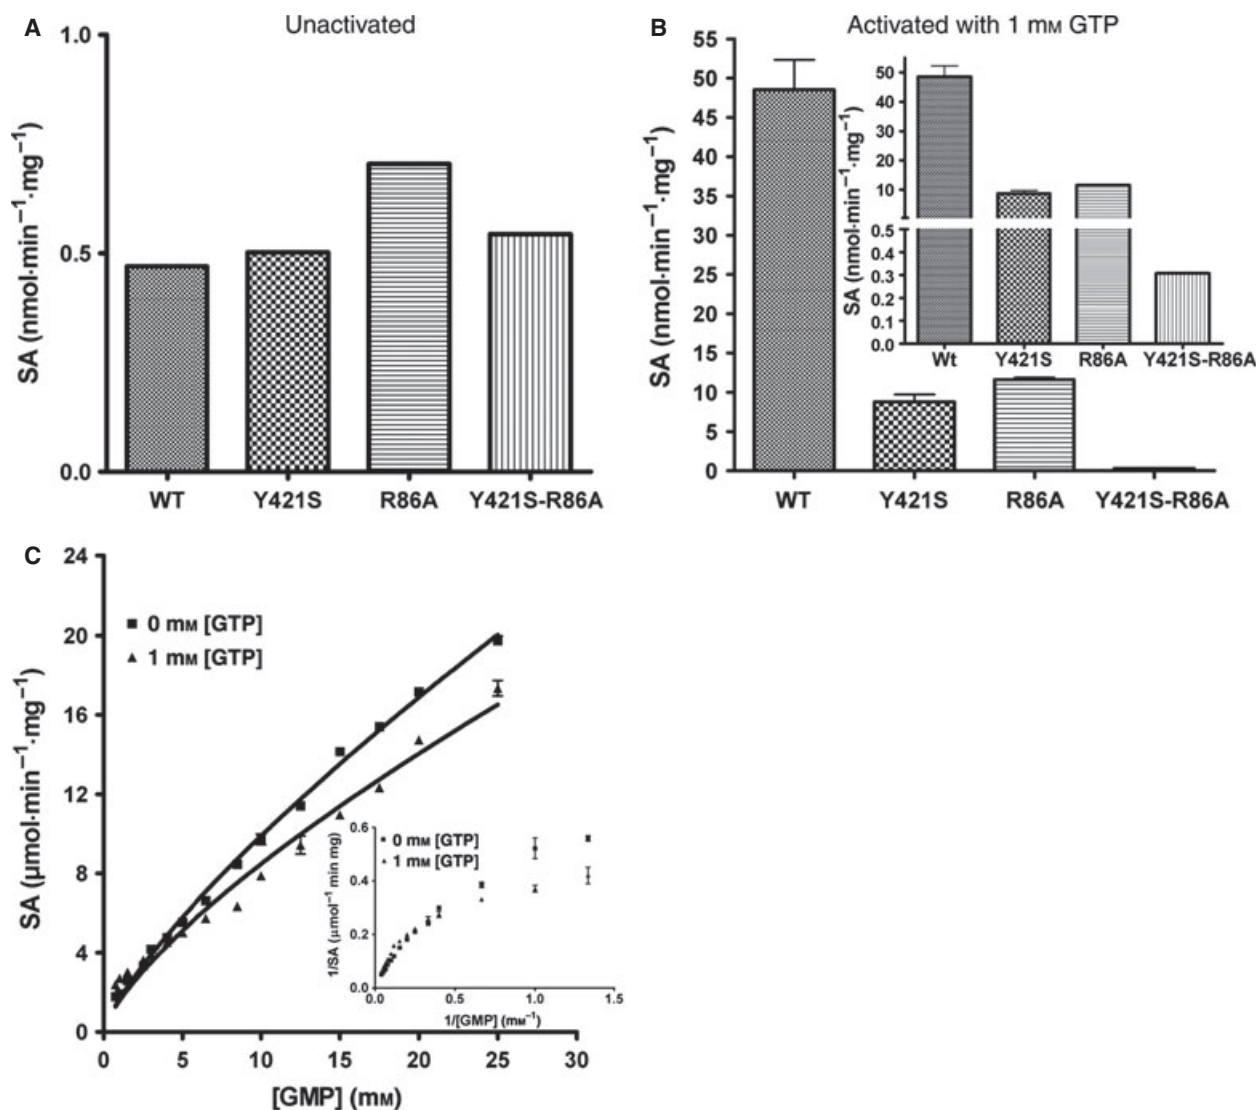 A
Unactivated
SA (nmol·min⁻¹·mg⁻¹)
1.0
0.5
0.0
WT Y421S R86A Y421S-R86A
B
Activated with 1 mM GTP
SA (nmol·min⁻¹·mg⁻¹)
55
50
45
40
35
30
25
20
15
10
5
0
WT Y421S R86A Y421S-R86A
SA (nmol·min⁻¹·mg⁻¹)
50
40
30
20
10
0.5
0.4
0.3
0.2
0.1
0.0
Wt Y421S R86A Y421S-R86A
C
SA (µmol·min⁻¹·mg⁻¹)
24
20
16
12
8
4
0
0 mM [GTP]
1 mM [GTP]
0 5 10 15 20 25 30
[GMP] (mM)
1/SA (µmol⁻¹ min mg)
0.6
0.4
0.2
0.0
0 mM [GTP]
1 mM [GTP]
0.0 0.5 1.0 1.5
1/[GMP] (mM⁻¹)